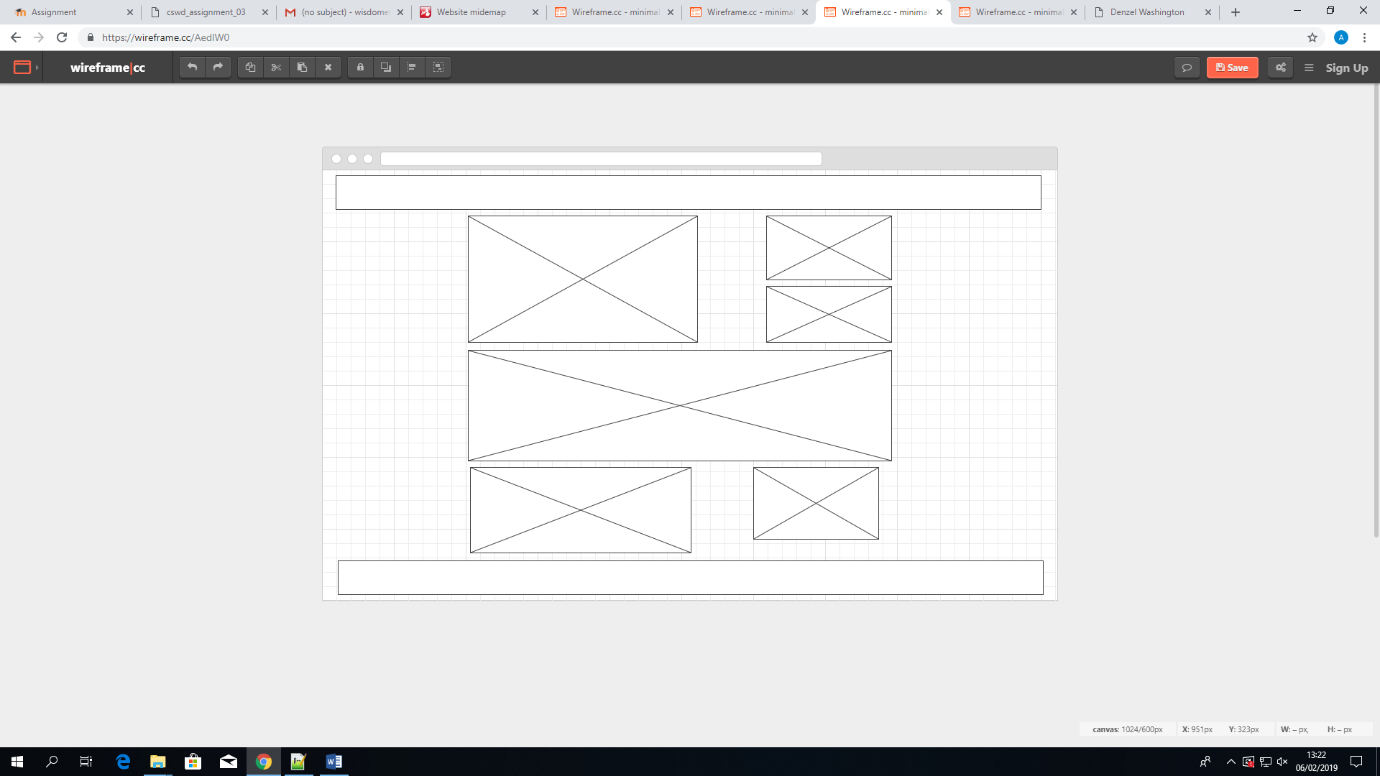 Assignment
cswd_assignment_03
(no subject) - wisdome
Website midemap
Wireframe.cc - minimal
Wireframe.cc - minimal
Wireframe.cc - minimal
Wireframe.cc - minimal
Denzel Washington
https://wireframe.cc/AedIW0
A
wireframe|cc
Save
Sign Up
canvas: 1024/600px
X: 951px
Y: 323px
W: – px,
H: – px
13:22
06/02/2019